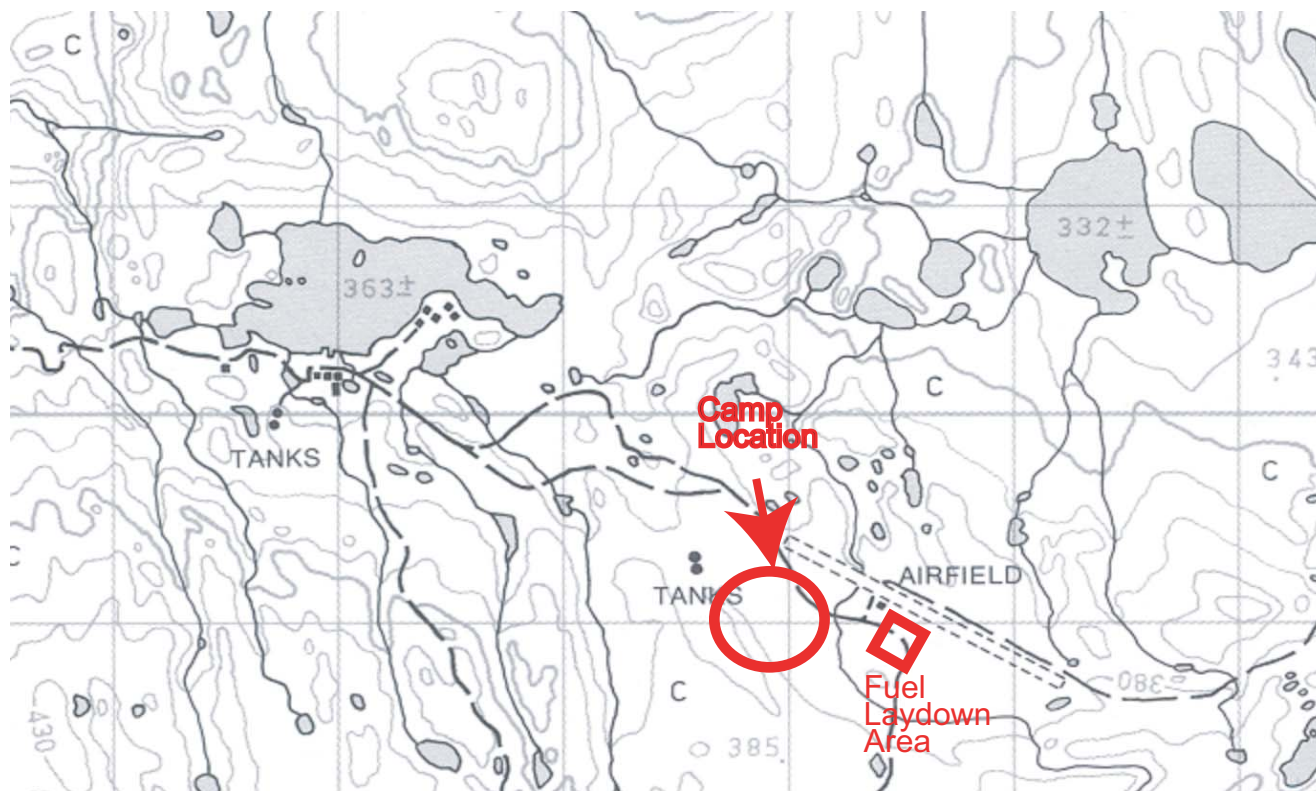 C
332±
363±
343
C
Camp
Location
TANKS
C
C
AIRFIELD
TANKS
Fuel
Laydown
Area
380
C
430
385